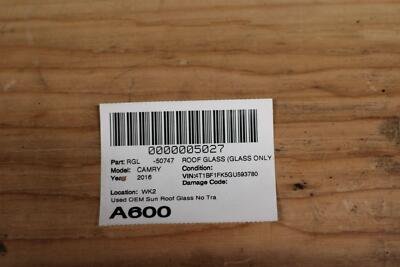 0000005027
Part: RGL -50747 ROOF GLASS (GLASS ONLY
Model: CAMRY Condition:
Year: 2016 VIN:4T1BF1FK5GU593780
Damage Code:
Location: WK2
Used OEM Sun Roof Glass No Tra
A600